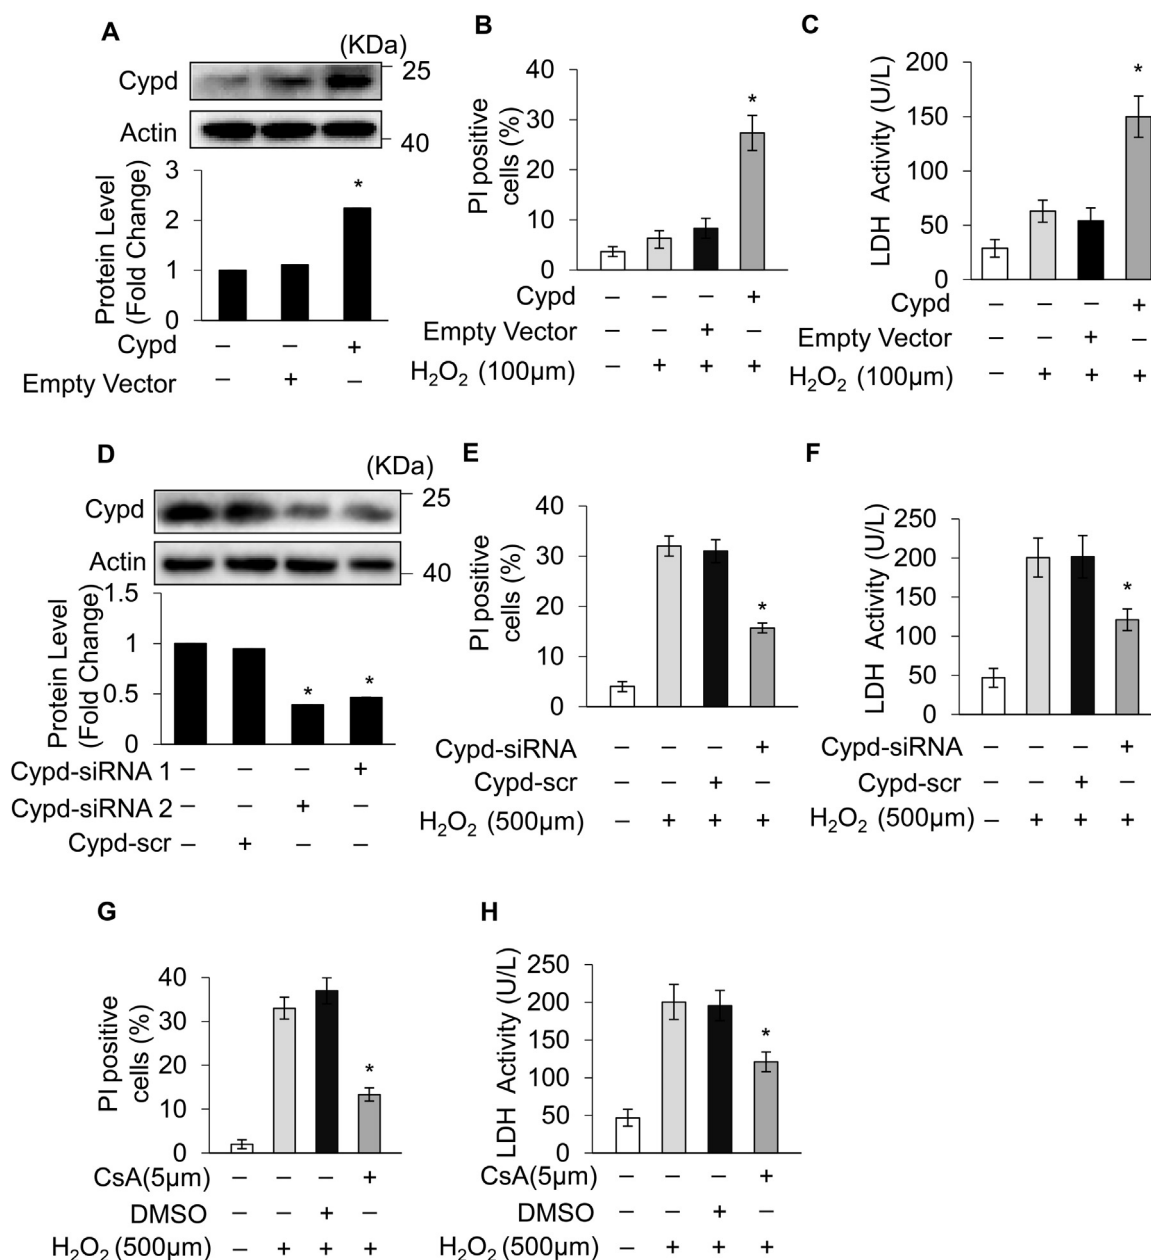 A
(KDa)
Cypd
25
Actin
40
Protein Level
(Fold Change)
3
2
1
0
*
Cypd – – +
Empty Vector – + –
B
PI positive
cells (%)
40
30
20
10
0
*
Cypd – – – +
Empty Vector – – + –
H₂O₂ (100μm) – + + +
C
LDH Activity (U/L)
200
150
100
50
0
*
Cypd – – – +
Empty Vector – – + –
H₂O₂ (100μm) – + + +
D
(KDa)
Cypd
25
Actin
40
Protein Level
(Fold Change)
1.5
1
0.5
0
* *
Cypd-siRNA 1 – – – +
Cypd-siRNA 2 – – + –
Cypd-scr – + – –
E
PI positive
cells (%)
40
30
20
10
0
*
Cypd-siRNA – – – +
Cypd-scr – – + –
H₂O₂ (500μm) – + + +
F
LDH Activity (U/L)
250
200
150
100
50
0
*
Cypd-siRNA – – – +
Cypd-scr – – + –
H₂O₂ (500μm) – + + +
G
PI positive
cells (%)
40
30
20
10
0
*
CsA(5μm) – – – +
DMSO – – + –
H₂O₂ (500μm) – + + +
H
LDH Activity (U/L)
250
200
150
100
50
0
*
CsA(5μm) – – – +
DMSO – – + –
H₂O₂ (500μm) – + + +